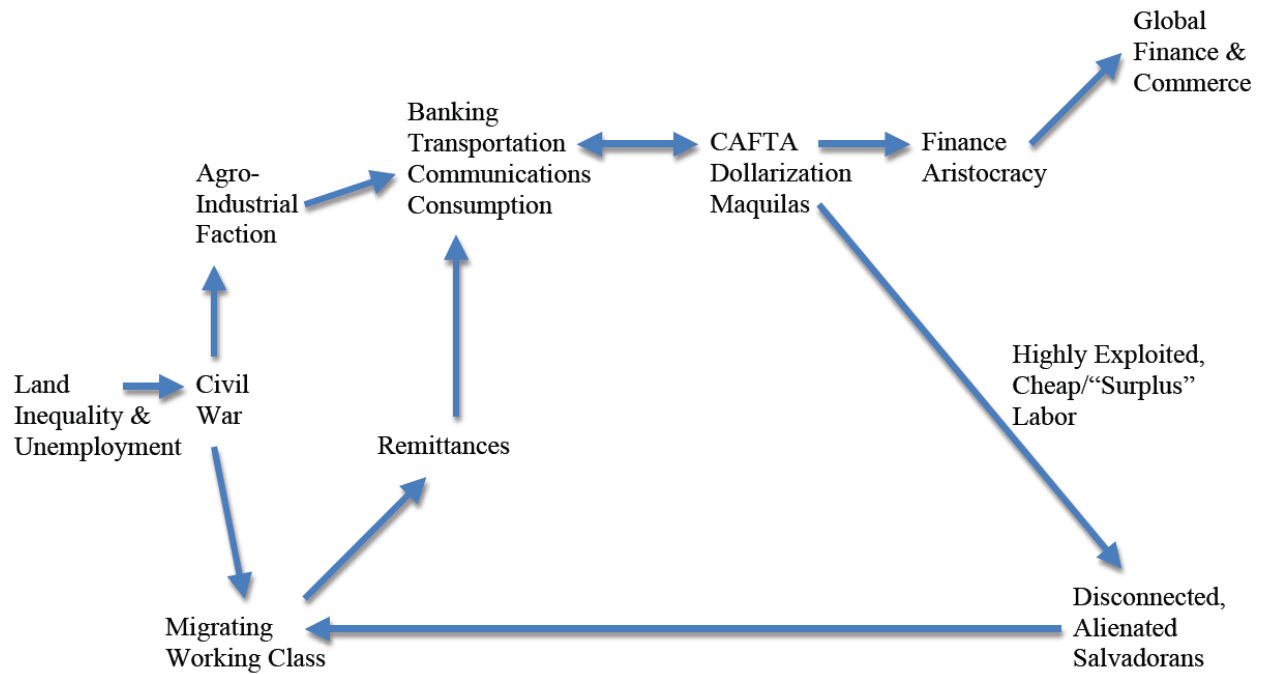 Global
Finance &
Commerce
Banking
Transportation
Communications
Consumption
CAFTA
Dollarization
Maquilas
Finance
Aristocracy
Agro-
Industrial
Faction
Land
Inequality &
Unemployment
Civil
War
Highly Exploited,
Cheap/“Surplus”
Labor
Remittances
Migrating
Working Class
Disconnected,
Alienated
Salvadorans